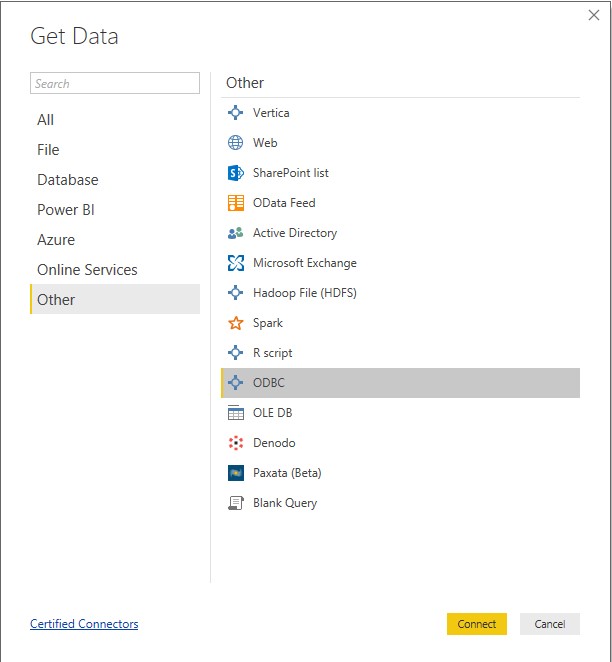 Get Data
Search
All
File
Database
Power BI
Azure
Online Services
Other
Other
Vertica
Web
SharePoint list
OData Feed
Active Directory
Microsoft Exchange
Hadoop File (HDFS)
Spark
R script
ODBC
OLE DB
Denodo
Paxata (Beta)
Blank Query
Certified Connectors
Connect
Cancel